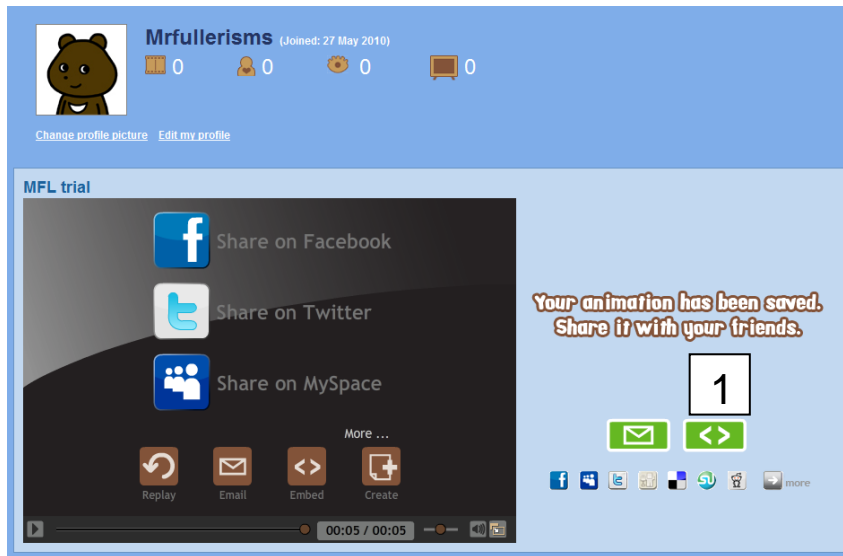 Mrfullerisms (Joined: 27 May 2010)
0 0 0 0
Change profile picture Edit my profile
MFL trial
Share on Facebook
Share on Twitter
Share on MySpace
More ...
Replay Email Embed Create
00:05 / 00:05
Your animation has been saved.
Share it with your friends.
1
more